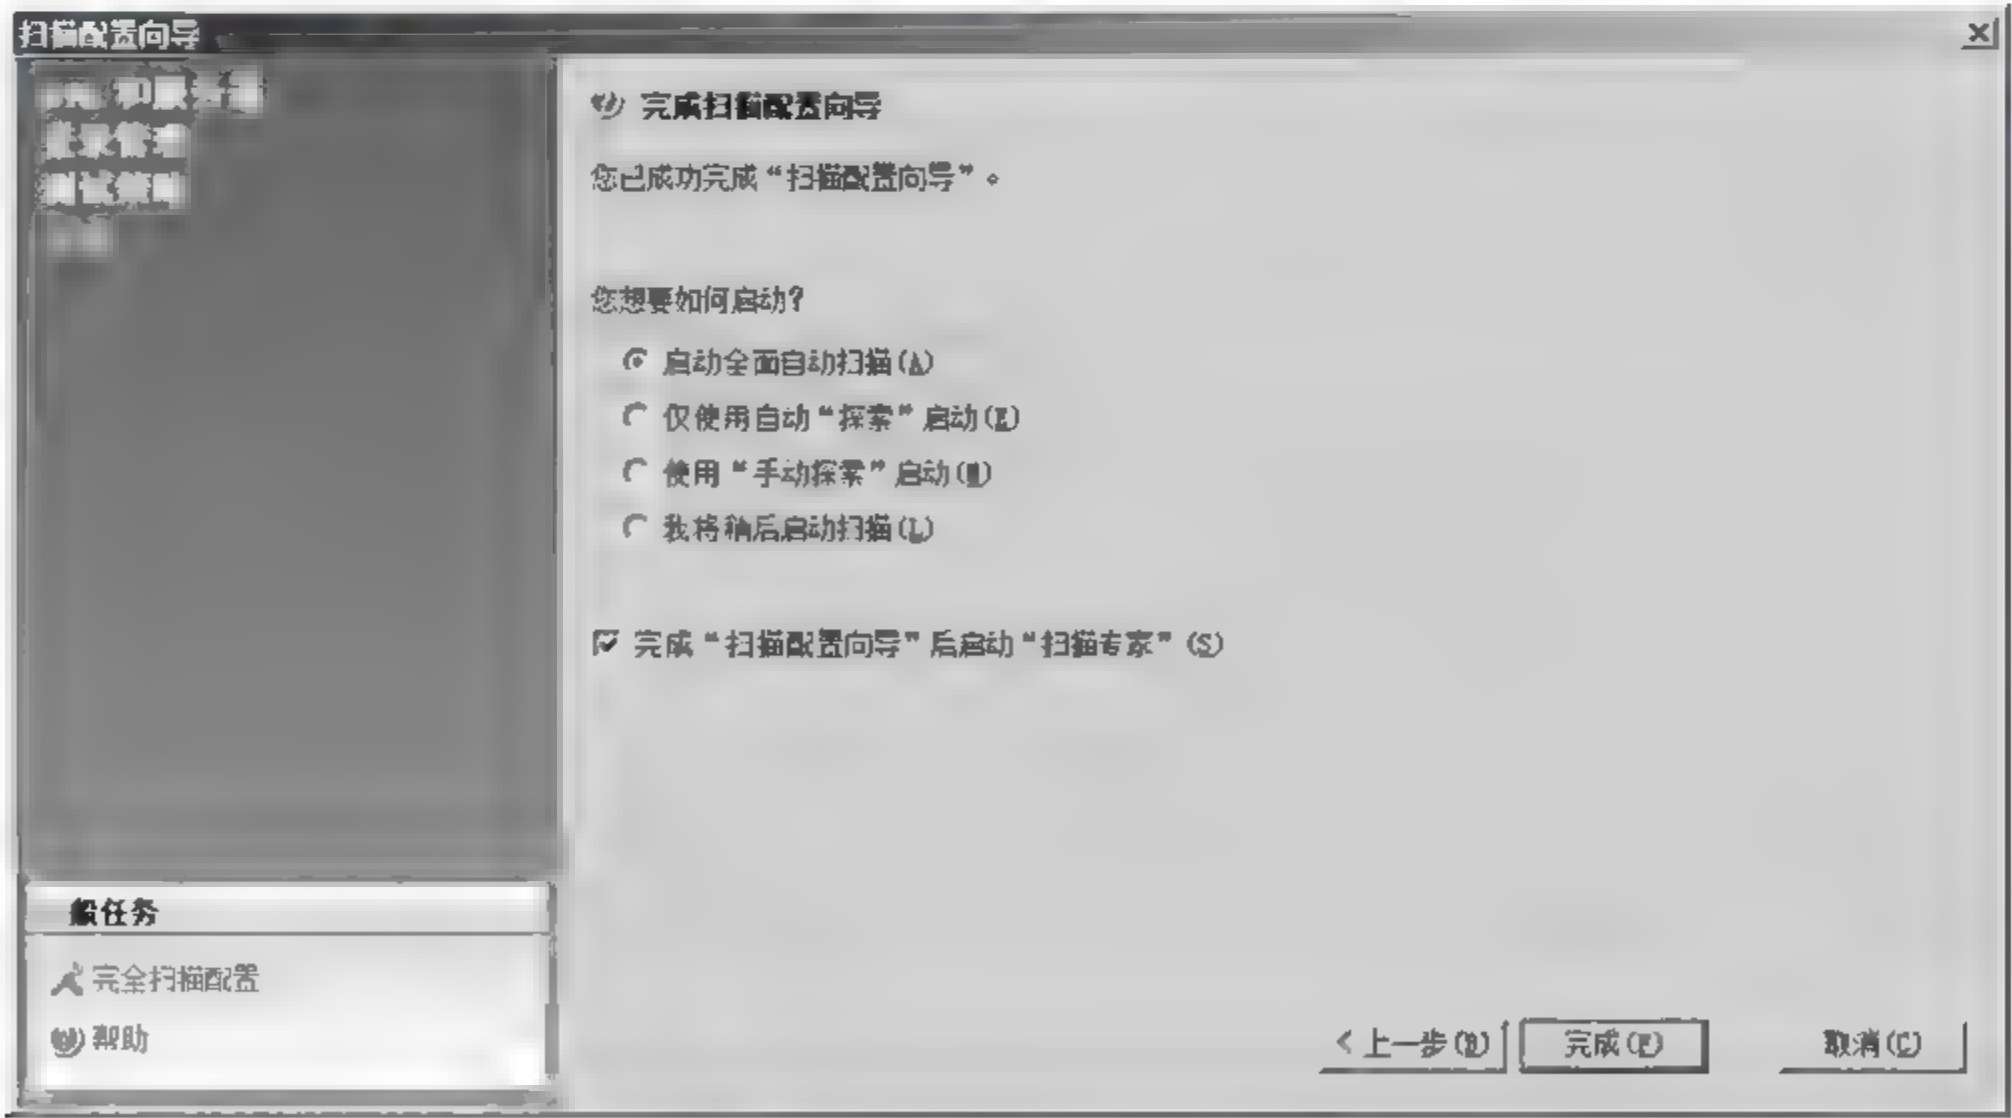 扫描配置向导
完成扫描配置向导
您已成功完成“扫描配置向导”。
您想要如何启动?
启动全面自动扫描(A)
仅使用自动“探索”启动(E)
使用“手动探索”启动(M)
我将稍后启动扫描(L)
完成“扫描配置向导”后启动“扫描专家”(S)
般任务
完全扫描配置
帮助
<上一步(B)
完成(F)
取消(C)